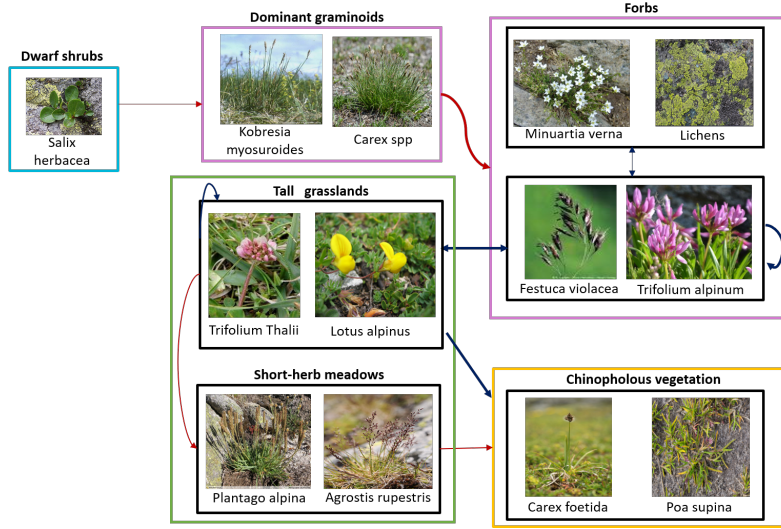 Dominant graminoids
Forbs
Dwarf shrubs
Salix
herbacea
Kobresia
myosuroides
Carex spp
Minuartia verna
Lichens
Tall grasslands
Trifolium Thalii
Lotus alpinus
Festuca violacea
Trifolium alpinum
Short-herb meadows
Plantago alpina
Agrostis rupestris
Chinopholous vegetation
Carex foetida
Poa supina